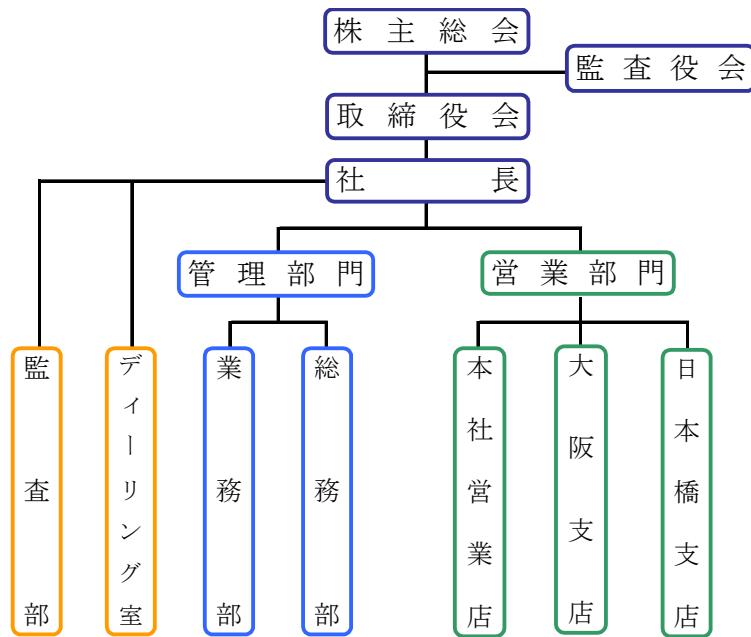 株主総会
監査役会
取締役会
社長
管理部門
営業部門
監査部
ディーリング室
業務部
総務部
本社営業店
大阪支店
日本橋支店